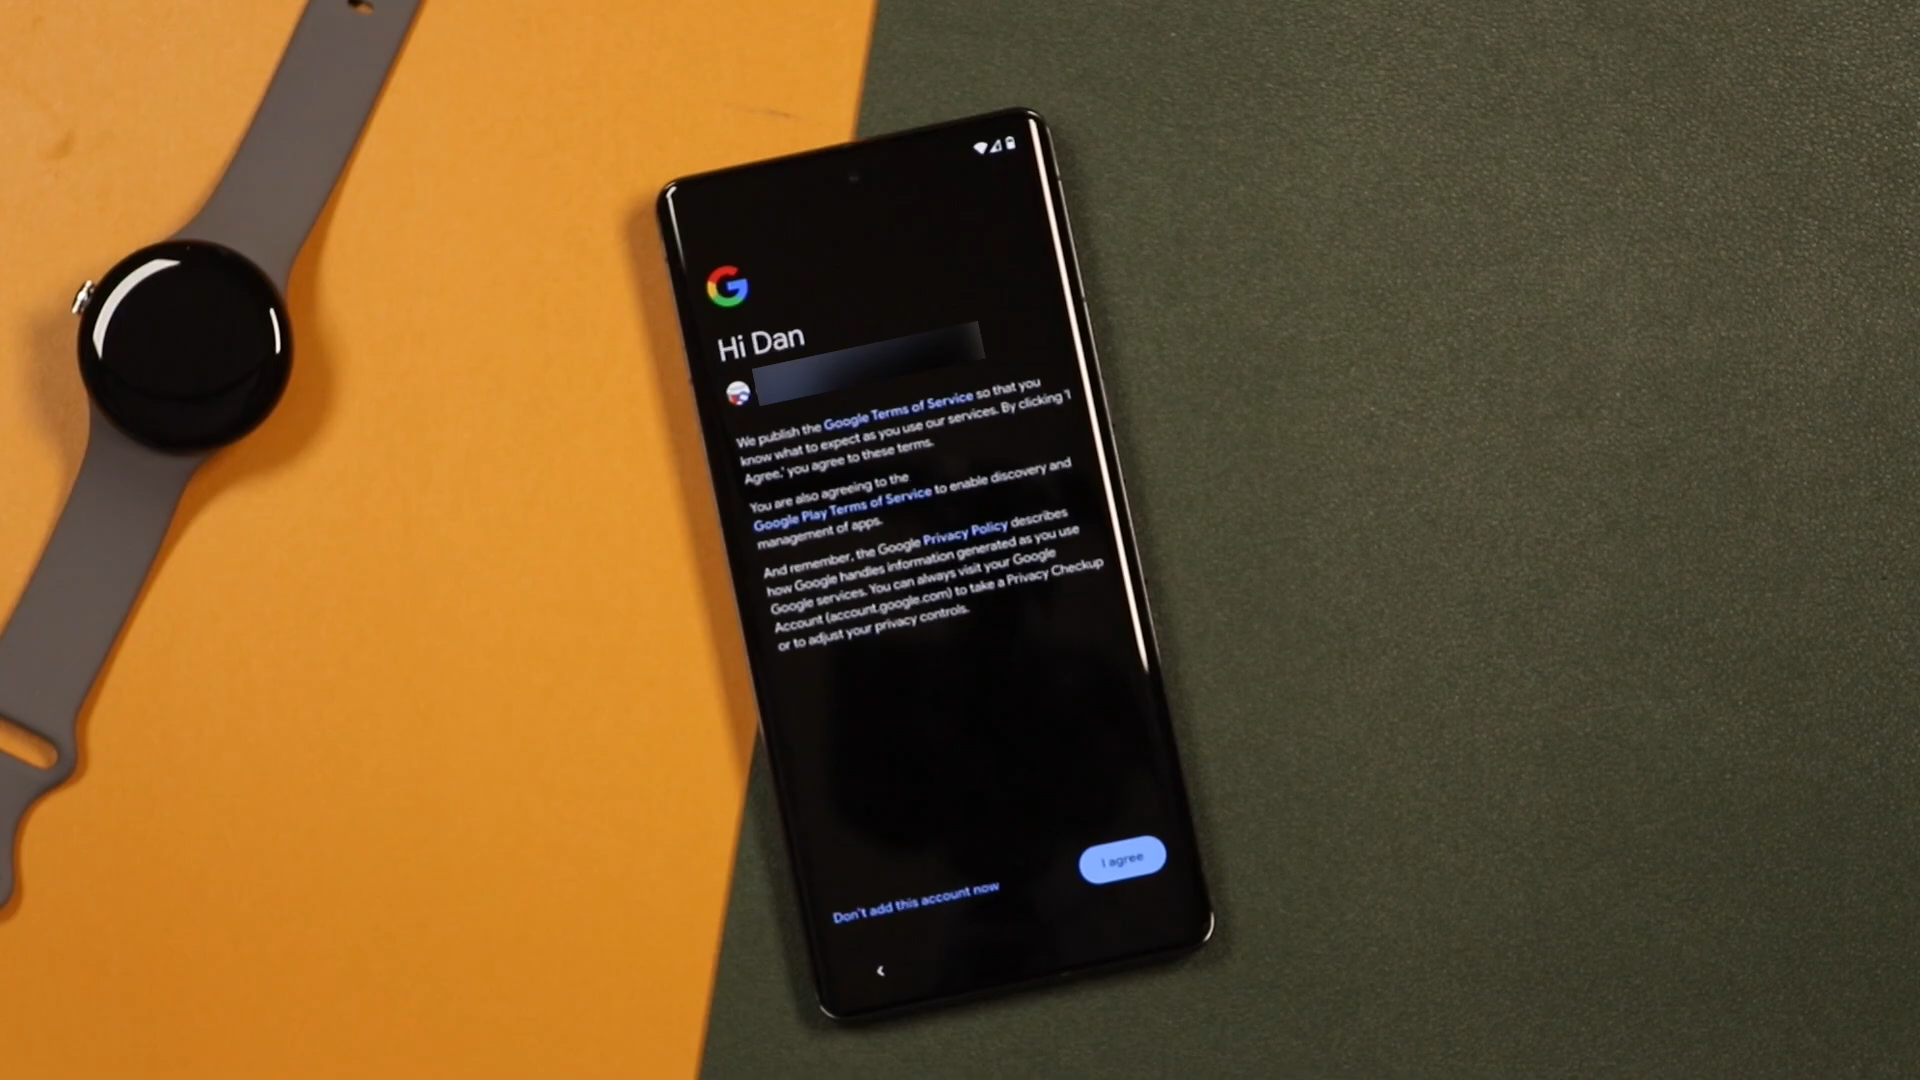 Hi Dan
We publish the Google Terms of Service so that you
know what to expect as you use our services. By clicking 'I
Agree,' you agree to these terms.
You are also agreeing to the
Google Play Terms of Service to enable discovery and
management of apps.
And remember, the Google Privacy Policy describes
how Google handles information generated as you use
Google services. You can always visit your Google
Account (account.google.com) to take a Privacy Checkup
or to adjust your privacy controls.
I agree
Don't add this account now